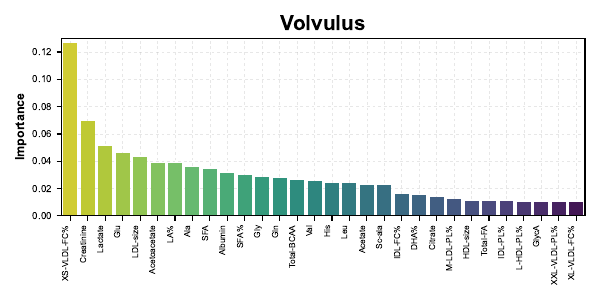 Volvulus
Importance
0.12
0.10
0.08
0.06
0.04
0.02
0.00
XS-VLDL-FC%
Creatinine
Lactate
Glu
LDL-size
Acetoacetate
LA%
Ala
SFA
Albumin
SFA%
Gly
Gln
Total-BCAA
Val
His
Leu
Acetate
Sc-ala
IDL-FC%
DHA%
Citrate
M-LDL-PL%
HDL-size
Total-FA
IDL-PL%
L-HDL-PL%
GlycA
XXL-VLDL-PL%
XL-VLDL-FC%